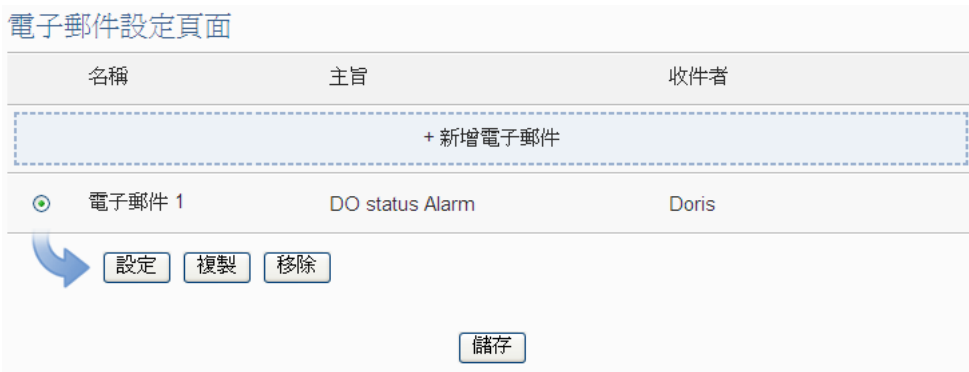 電子郵件設定頁面
名稱 主旨 收件者
+ 新增電子郵件
電子郵件 1 DO status Alarm Doris
設定 複製 移除
儲存